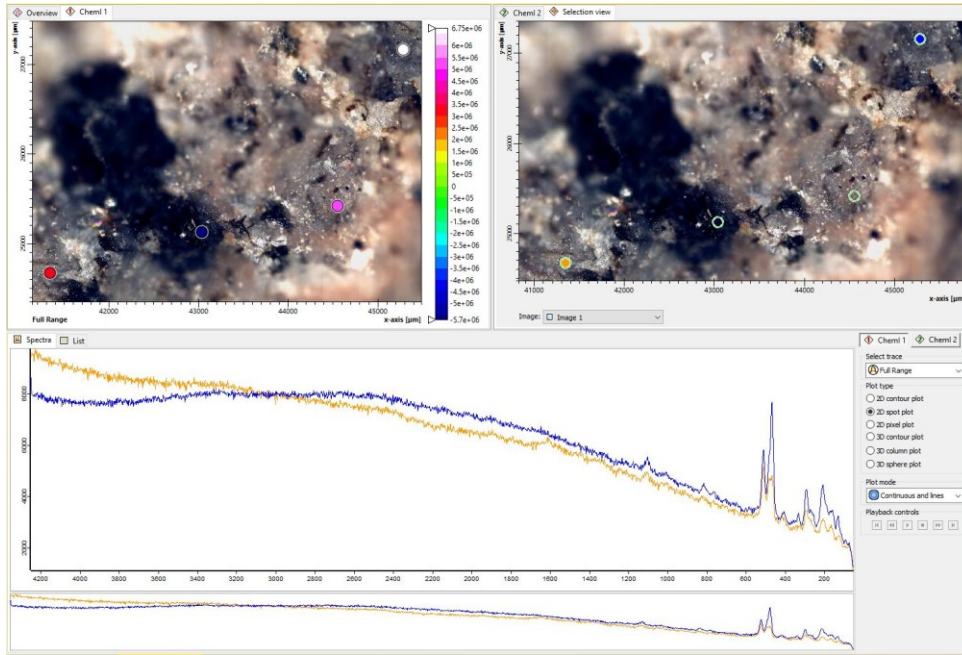 Overview
ChemI 1
y-axis [µm]
27000
26000
25000
42000
43000
44000
45000
x-axis [µm]
Full Range
6.75e+06
6e+06
5.5e+06
5e+06
4.5e+06
4e+06
3.5e+06
3e+06
2.5e+06
2e+06
1.5e+06
1e+06
5e+05
0
-5e+05
-1e+06
-1.5e+06
-2e+06
-2.5e+06
-3e+06
-3.5e+06
-4e+06
-4.5e+06
-5e+06
-5.7e+06
ChemI 2
Selection view
y-axis [µm]
27000
26000
25000
41000
42000
43000
44000
45000
x-axis [µm]
Image:
Image 1
Spectra
List
8000
6000
4000
2000
4200 4000 3800 3600 3400 3200 3000 2800 2600 2400 2200 2000 1800 1600 1400 1200 1000 800 600 400 200
ChemI 1
ChemI 2
Select trace
Full Range
Plot type
2D contour plot
2D spot plot
2D pixel plot
3D contour plot
3D column plot
3D sphere plot
Plot mode
Continuous and lines
Playback controls